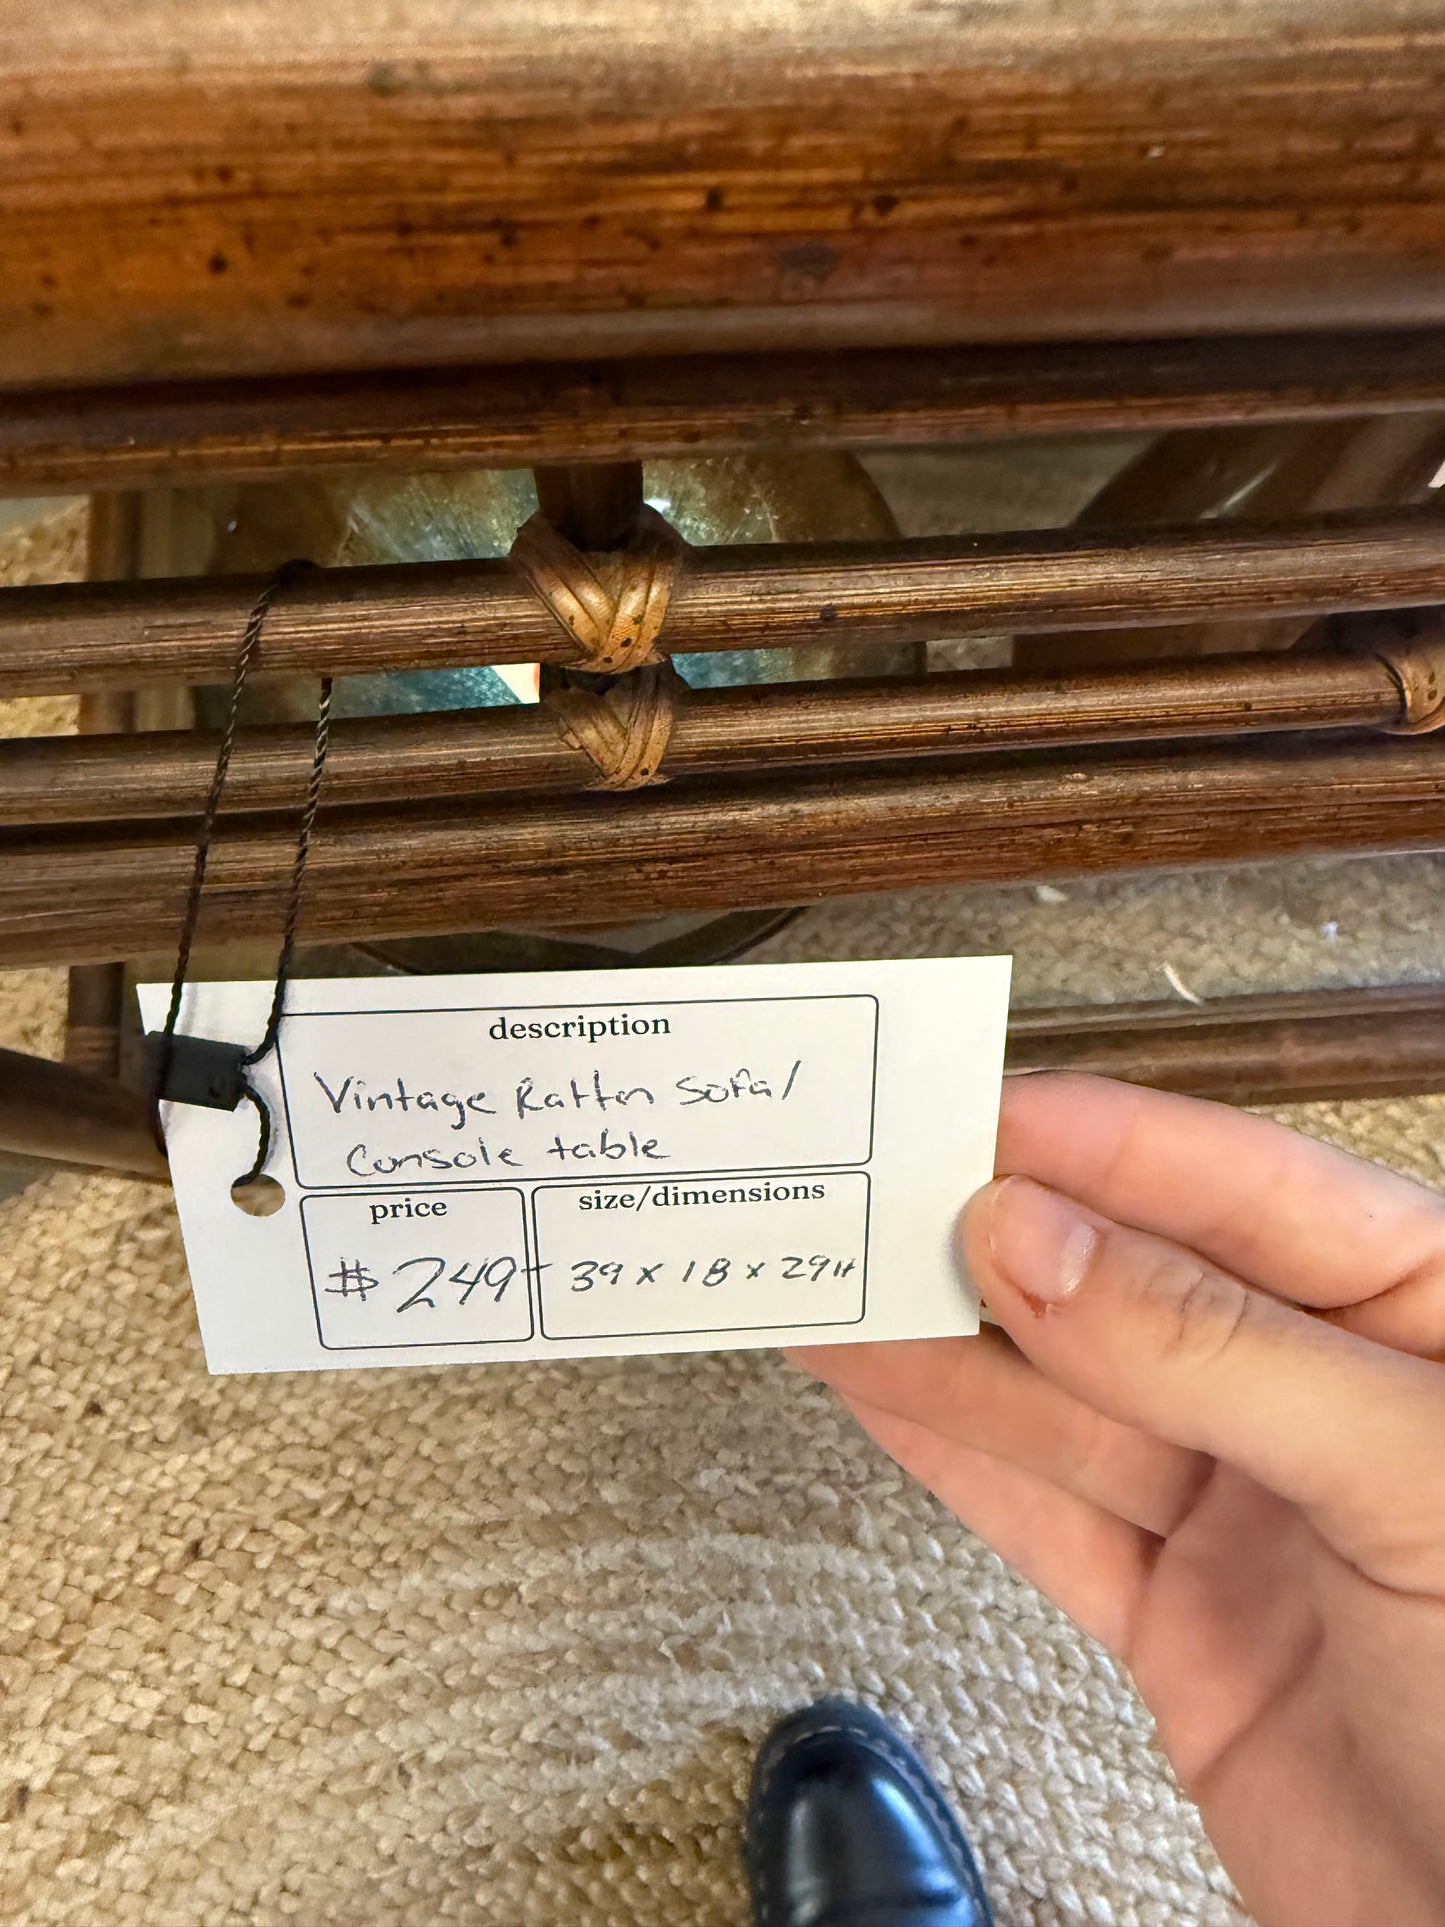 description
Vintage Rattan Sofa/
Console table
price
$249-
size/dimensions
39 x 18 x 29H